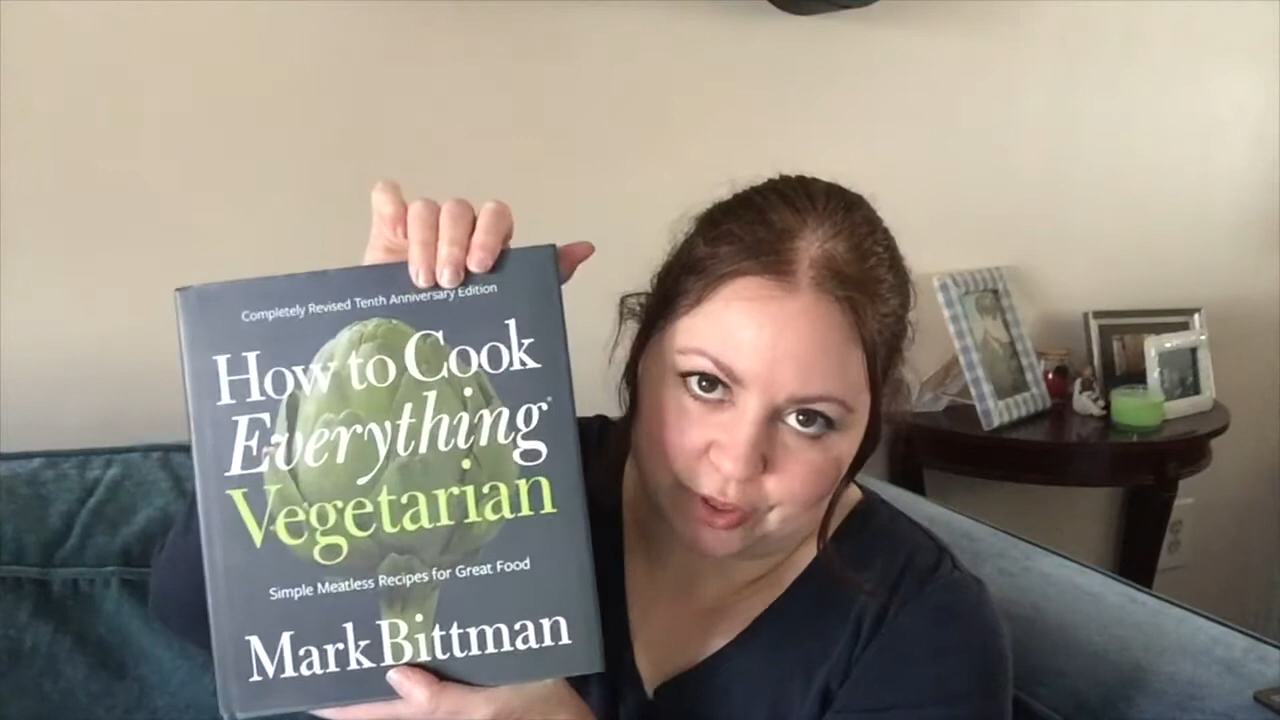 Completely Revised Tenth Anniversary Edition
How to Cook
Everything®
Vegetarian
Simple Meatless Recipes for Great Food
Mark Bittman